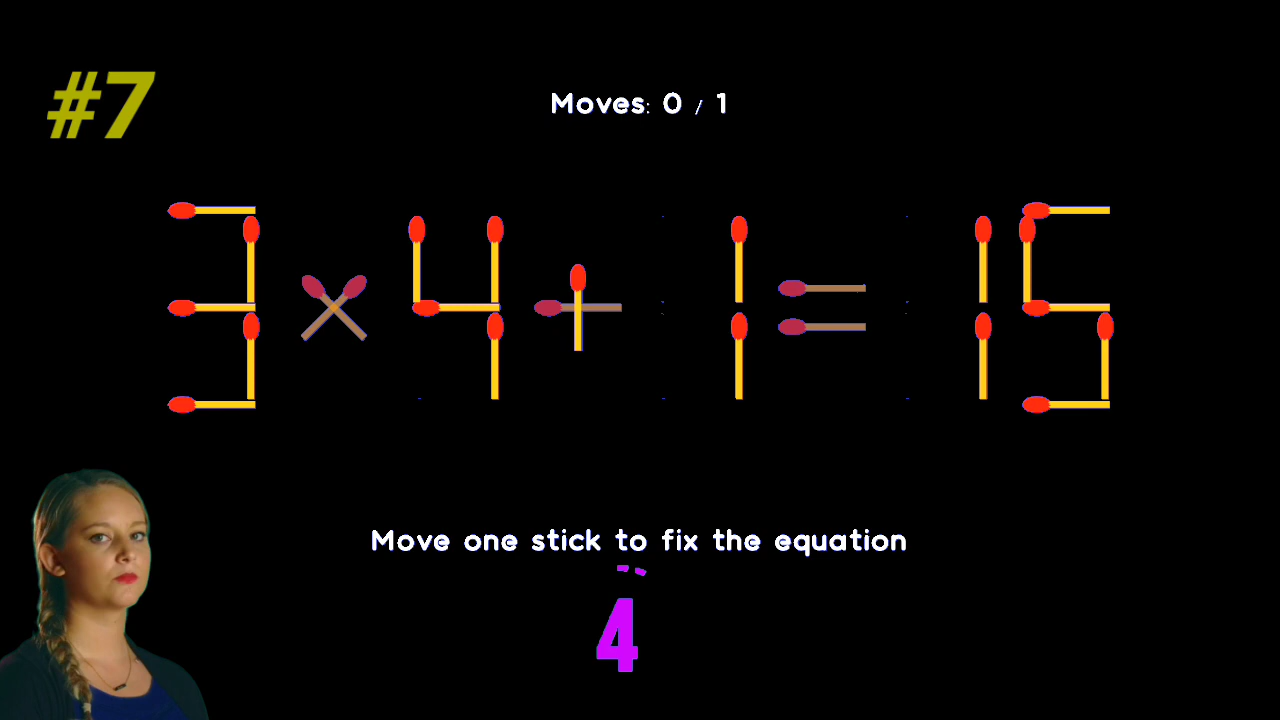 #7
Moves: 0 / 1
3 × 4 + 1 = 15
Move one stick to fix the equation
4